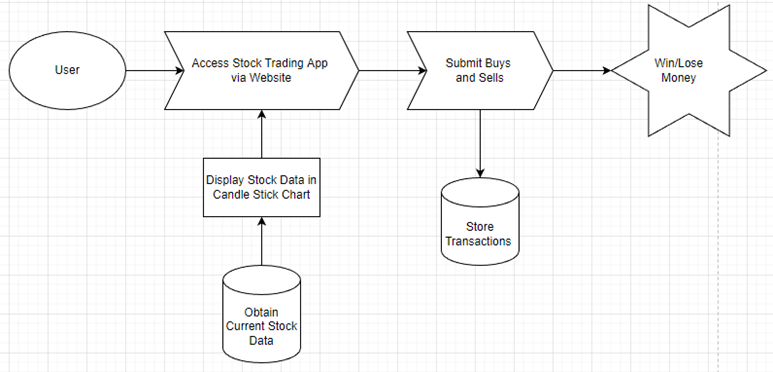 User
Access Stock Trading App
via Website
Submit Buys
and Sells
Win/Lose
Money
Display Stock Data in
Candle Stick Chart
Store
Transactions
Obtain
Current Stock
Data